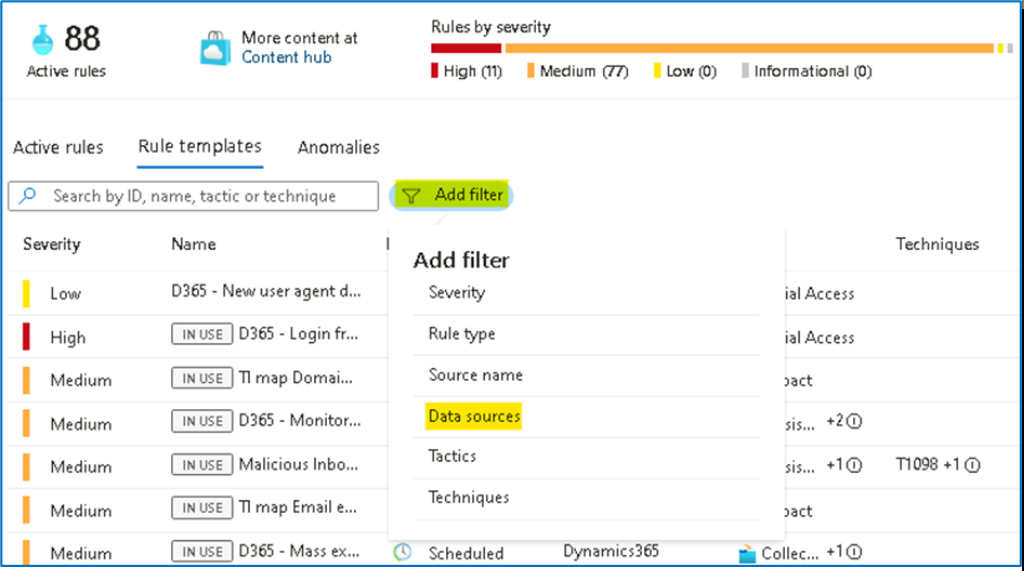 88
Active rules
More content at
Content hub
Rules by severity
High (11) Medium (77) Low (0) Informational (0)
Active rules Rule templates Anomalies
Search by ID, name, tactic or technique Add filter
Severity Name Techniques
Add filter
Severity
Rule type
Source name
Data sources
Tactics
Techniques
Low D365 - New user agent d... ial Access
High IN USE D365 - Login fr... ial Access
Medium IN USE TI map Domai... pact
Medium IN USE D365 - Monitor... sis... +2
Medium IN USE Malicious Inbo... sis... +1 T1098 +1
Medium IN USE TI map Email e... pact
Medium IN USE D365 - Mass ex... Scheduled Dynamics365 Collec... +1